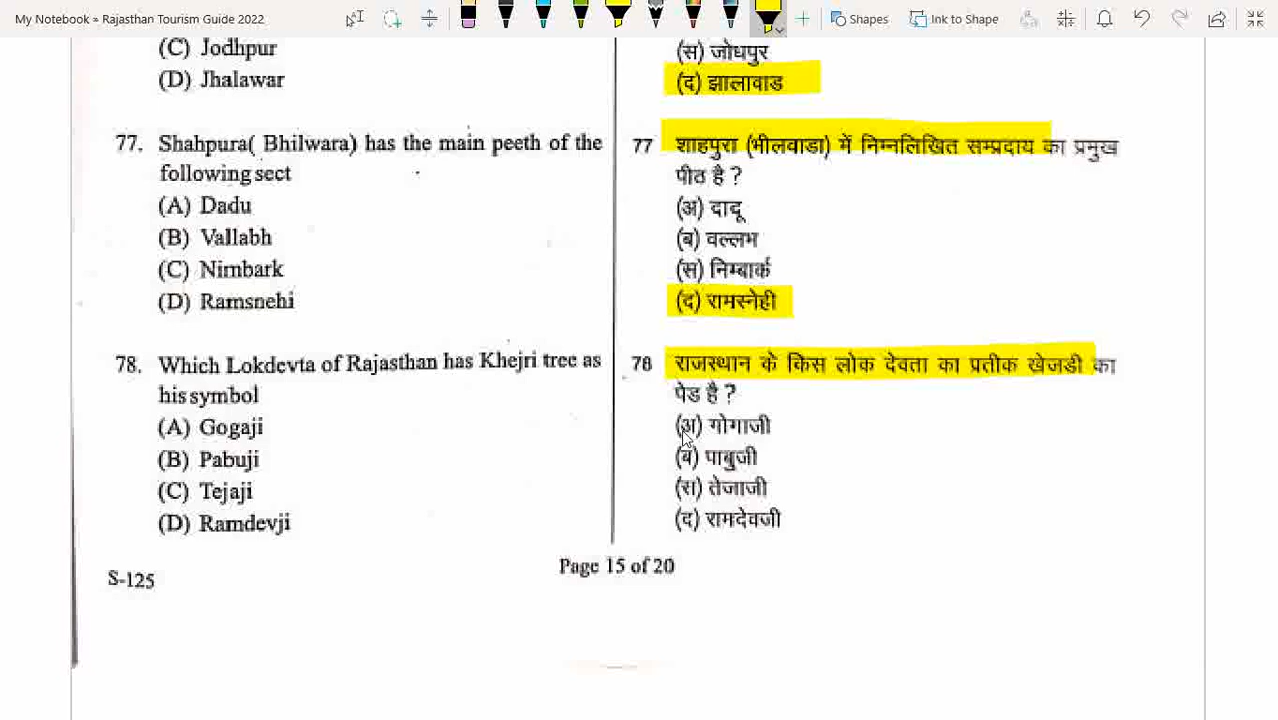 My Notebook » Rajasthan Tourism Guide 2022
Shapes
Ink to Shape
(C) Jodhpur
(D) Jhalawar
77. Shahpura( Bhilwara) has the main peeth of the
following sect
(A) Dadu
(B) Vallabh
(C) Nimbark
(D) Ramsnehi
78. Which Lokdevta of Rajasthan has Khejri tree as
his symbol
(A) Gogaji
(B) Pabuji
(C) Tejaji
(D) Ramdevji
(स) जोधपुर
(द) झालावाड
77 शाहपुरा (भीलवाडा) में निम्नलिखित सम्प्रदाय का प्रमुख
पीठ है ?
(अ) दादू
(ब) वल्लभ
(स) निम्बार्क
(द) रामस्नेही
78 राजस्थान के किस लोक देवता का प्रतीक खेजडी का
पेड है ?
(अ) गोगाजी
(ब) पाबुजी
(स) तेजाजी
(द) रामदेवजी
S-125
Page 15 of 20